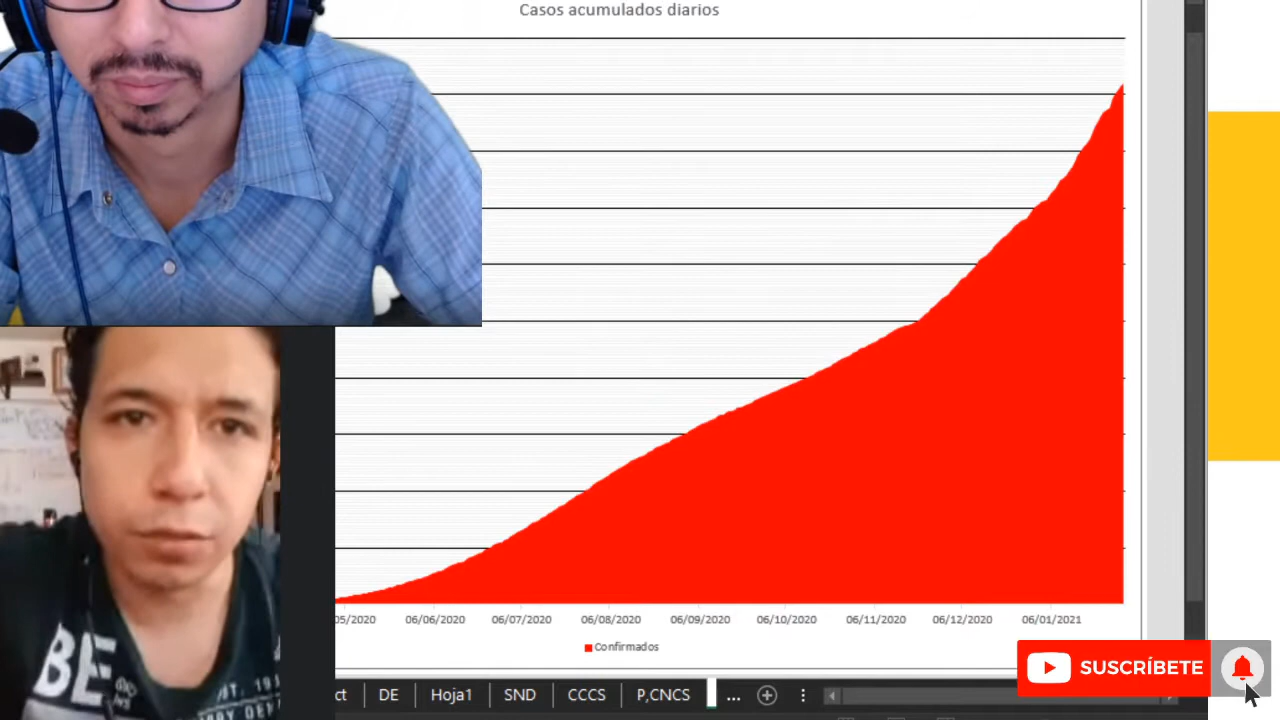 Casos acumulados diarios
05/2020 06/06/2020 06/07/2020 06/08/2020 06/09/2020 06/10/2020 06/11/2020 06/12/2020 06/01/2021
Confirmados
BE
SUSCRÍBETE
ct DE Hoja1 SND CCCS P,CNCS ...